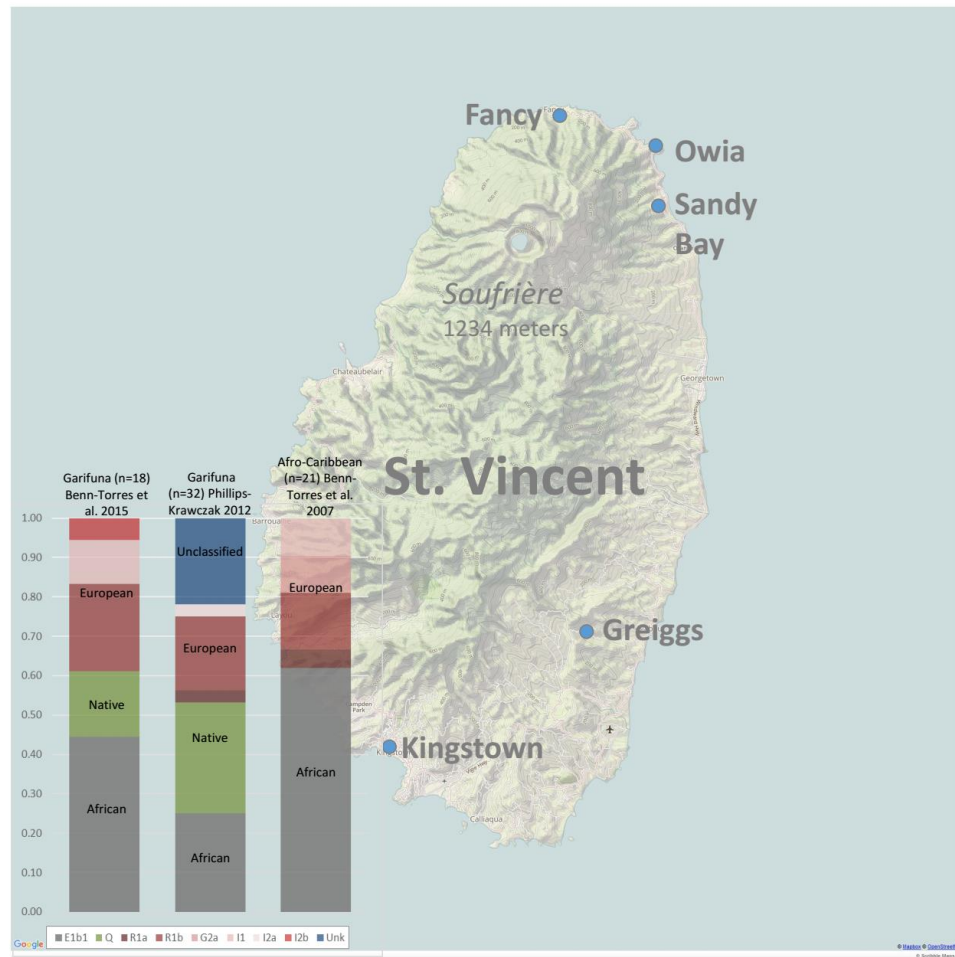 Fancy
Owia
Sandy
Bay
Soufrière
1234 meters
Chateaubelair
Georgetown
St. Vincent
Garifuna (n=18)
Benn-Torres et
al. 2015
Garifuna
(n=32) Phillips-
Krawczak 2012
Afro-Caribbean
(n=21) Benn-
Torres et al.
2007
1.00
0.90
0.80
0.70
0.60
0.50
0.40
0.30
0.20
0.10
0.00
European
Native
African
Unclassified
European
Native
African
European
African
Greiggs
Kingstown
Calliaqua
E1b1 Q R1a R1b G2a I1 I2a I2b Unk
Google
© Mapbox © OpenStreet